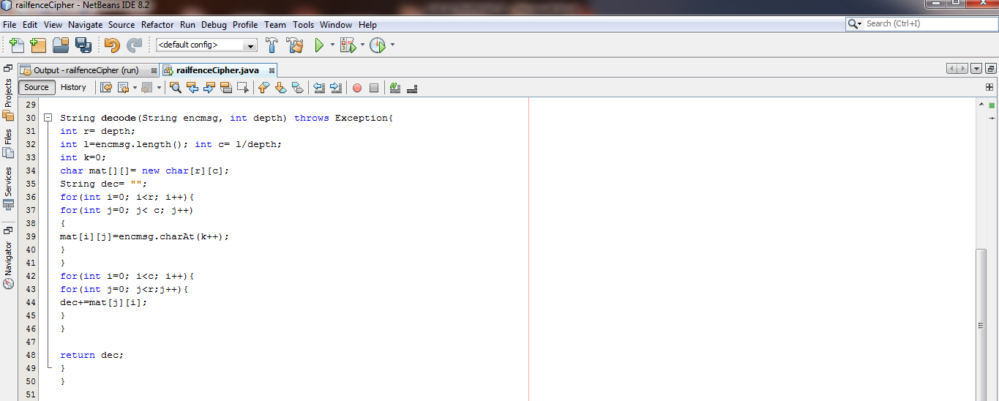 railfenceCipher - NetBeans IDE 8.2
File Edit View Navigate Source Refactor Run Debug Profile Team Tools Window Help
Search (Ctrl+I)
<default config>
Output - railfenceCipher (run)
railfenceCipher.java
Source History
Projects
Files
Services
Navigator
29
30 String decode(String encmsg, int depth) throws Exception{
31 int r= depth;
32 int l=encmsg.length(); int c= l/depth;
33 int k=0;
34 char mat[][]= new char[r][c];
35 String dec= "";
36 for(int i=0; i<r; i++){
37 for(int j=0; j< c; j++)
38 {
39 mat[i][j]=encmsg.charAt(k++);
40 }
41 }
42 for(int i=0; i<c; i++){
43 for(int j=0; j<r;j++){
44 dec+=mat[j][i];
45 }
46 }
47
48 return dec;
49 }
50 }
51